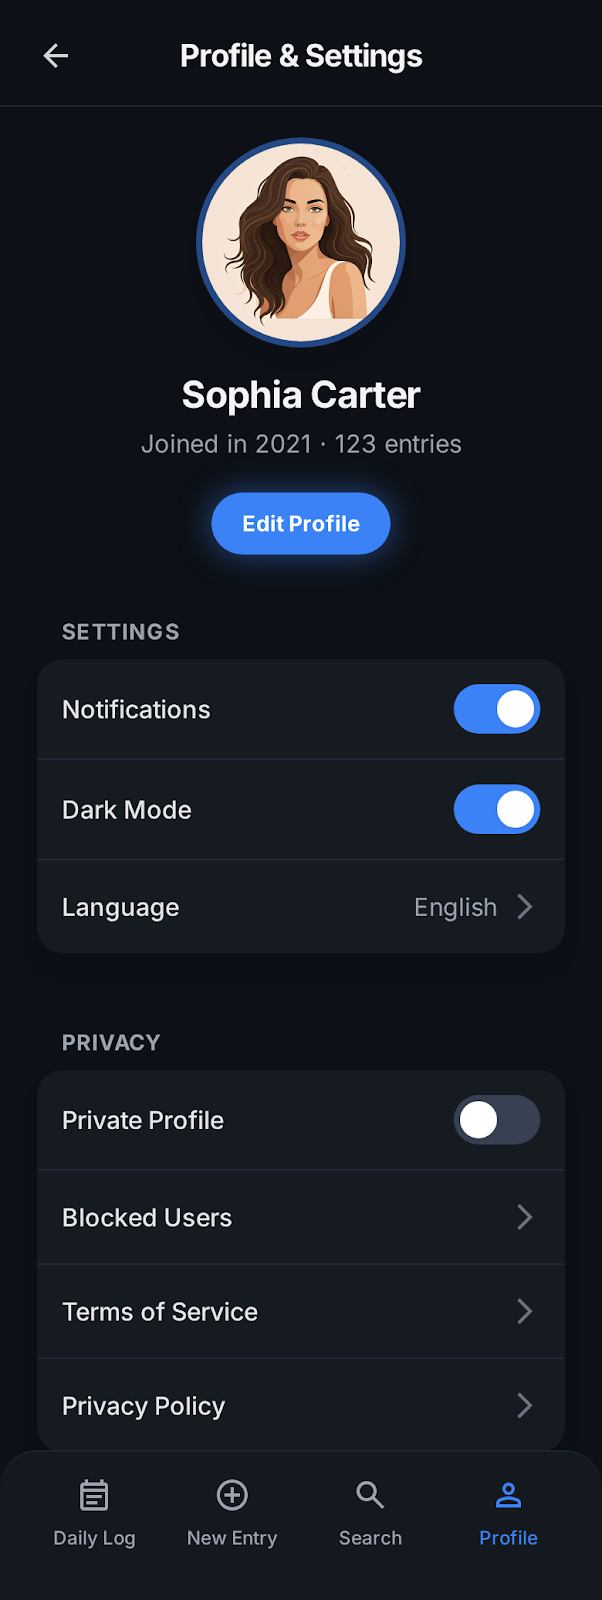 Profile & Settings
Sophia Carter
Joined in 2021 · 123 entries
Edit Profile
SETTINGS
Notifications
Dark Mode
Language English
PRIVACY
Private Profile
Blocked Users
Terms of Service
Privacy Policy
Daily Log New Entry Search Profile